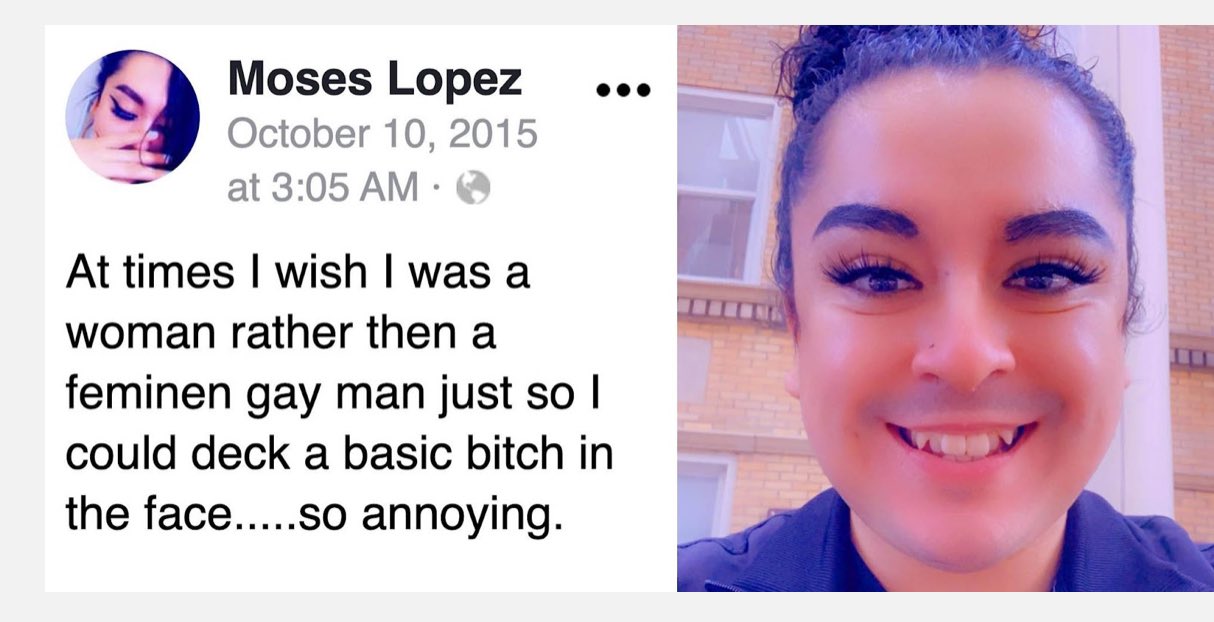 Moses Lopez
October 10, 2015
at 3:05 AM ·
At times I wish I was a
woman rather then a
feminen gay man just so I
could deck a basic bitch in
the face.....so annoying.